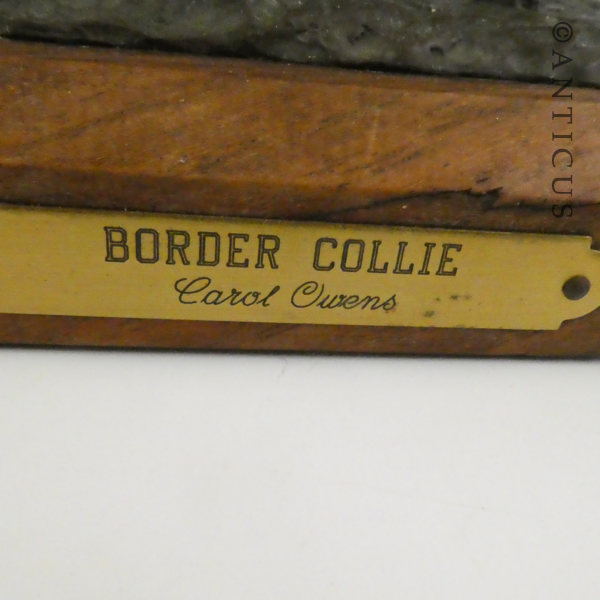 BORDER COLLIE
Carol Owens
© ANTICUS